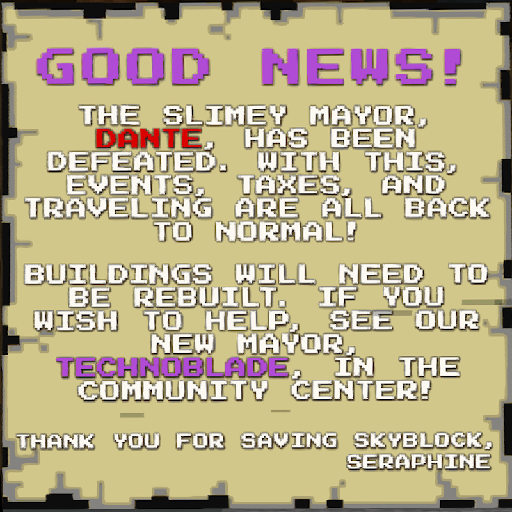 GOOD NEWS!
THE SLIMEY MAYOR,
DANTE, HAS BEEN
DEFEATED. WITH THIS,
EVENTS, TAXES, AND
TRAVELING ARE ALL BACK
TO NORMAL!
BUILDINGS WILL NEED TO
BE REBUILT. IF YOU
WISH TO HELP, SEE OUR
NEW MAYOR,
TECHNOBLADE, IN THE
COMMUNITY CENTER!
THANK YOU FOR SAVING SKYBLOCK,
SERAPHINE